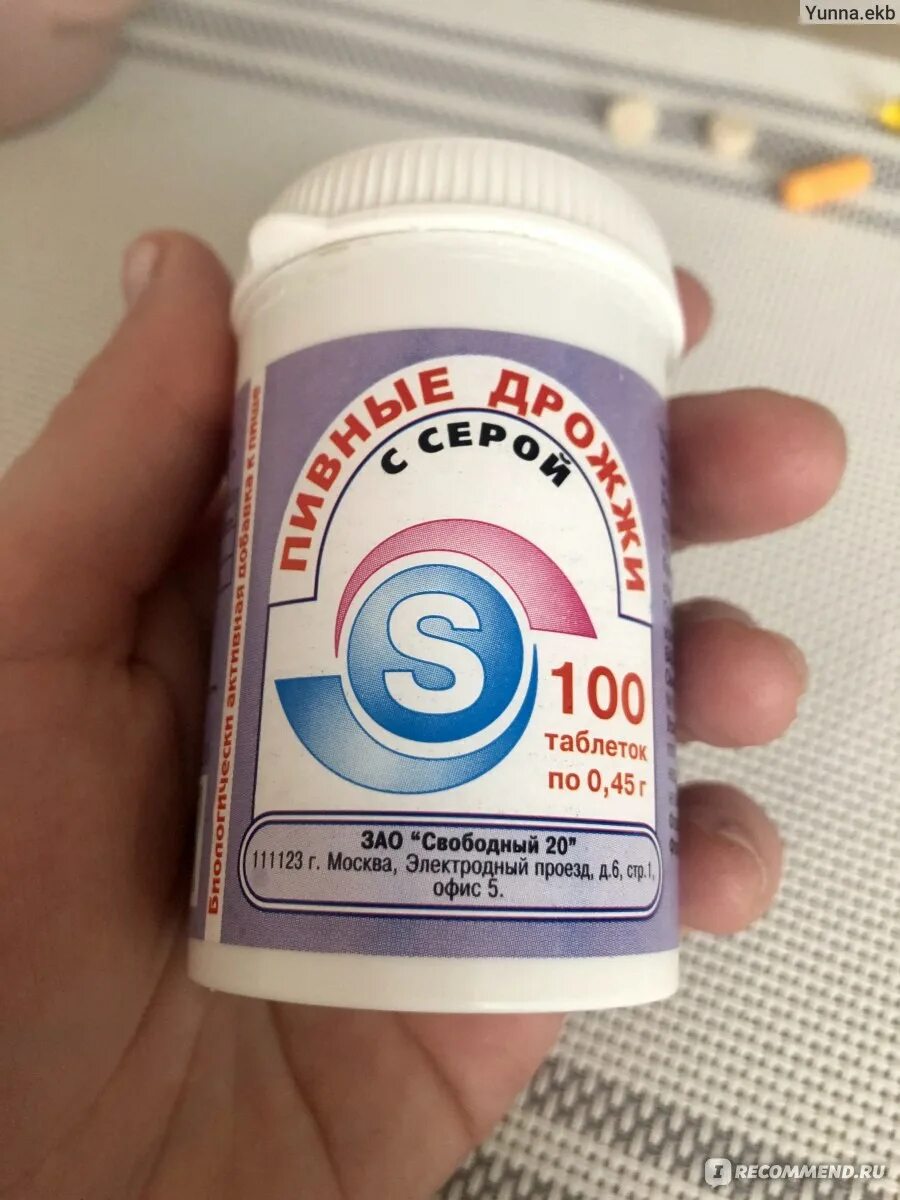 Yunna.ekb
ПИВНЫЕ ДРОЖЖИ
С СЕРОЙ
Биологически активная добавка к пище
S
100
таблеток
по 0,45 г
ЗАО "Свободный 20"
111123 г. Москва, Электродный проезд, д.6, стр.1,
офис 5.
IRECOMMEND.RU